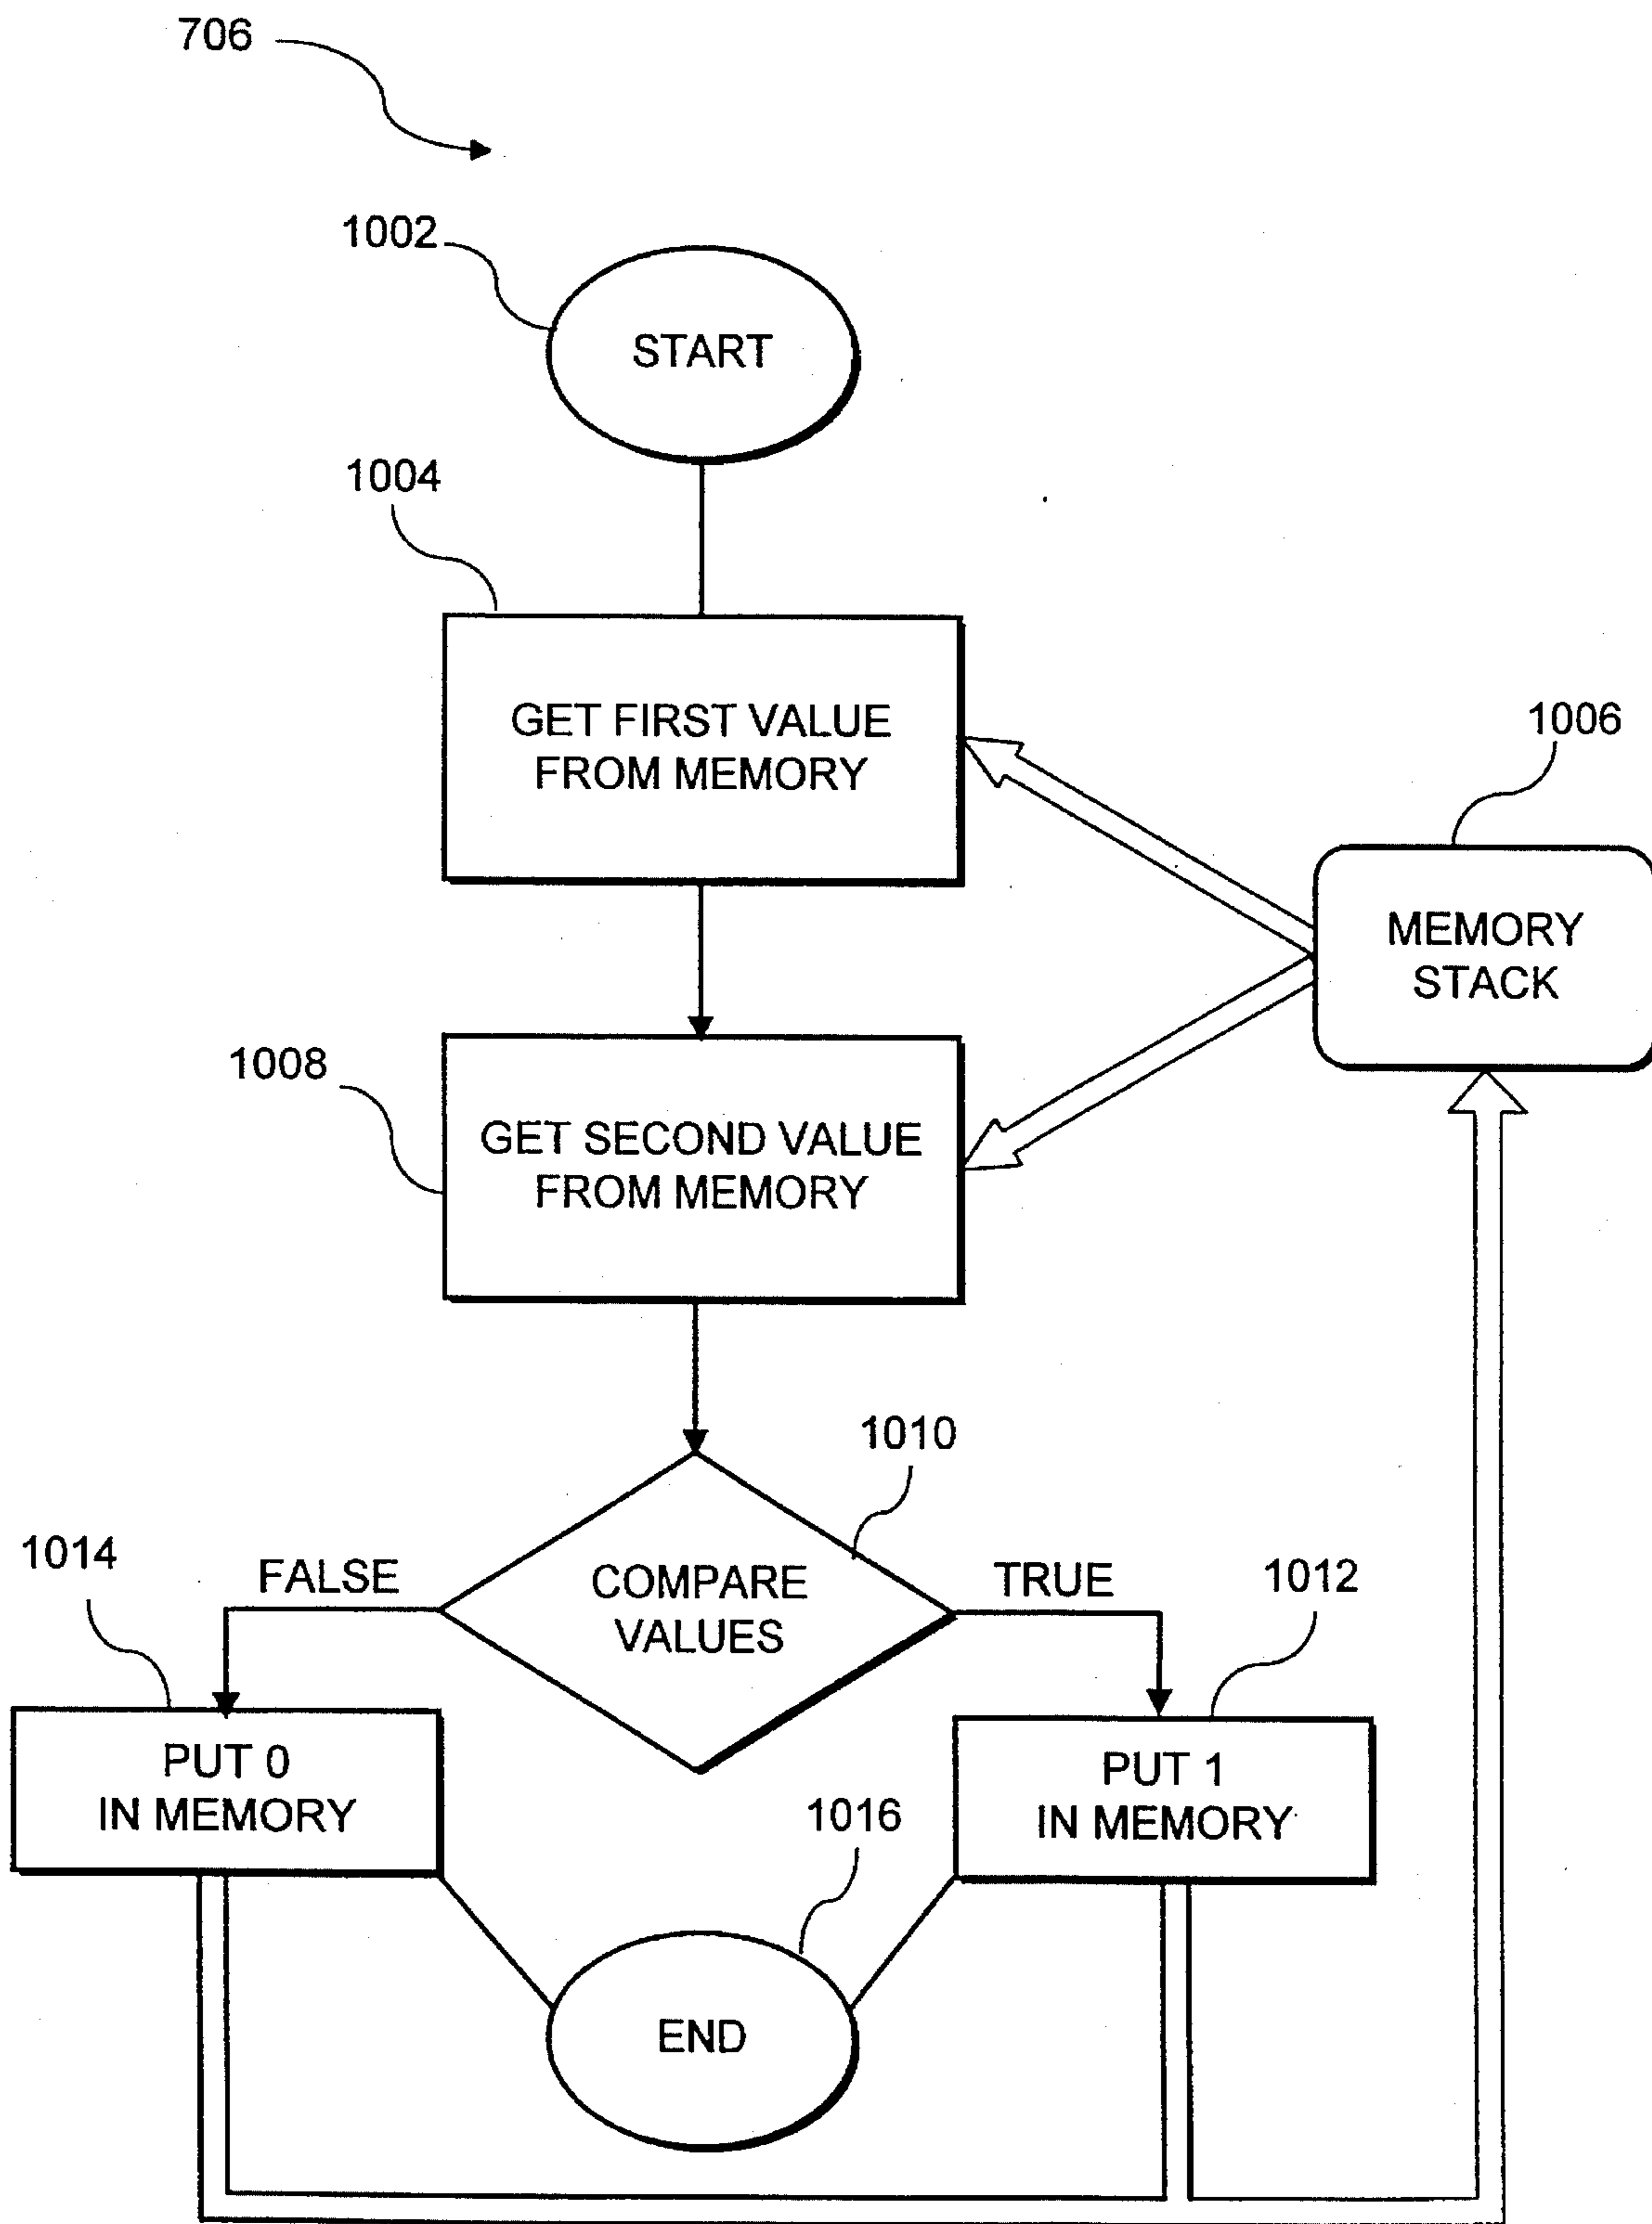 706
1002
START
1004
GET FIRST VALUE
FROM MEMORY
1006
MEMORY
STACK
1008
GET SECOND VALUE
FROM MEMORY
1010
COMPARE
VALUES
1014
FALSE
TRUE
1012
PUT 0
IN MEMORY
PUT 1
IN MEMORY
1016
END